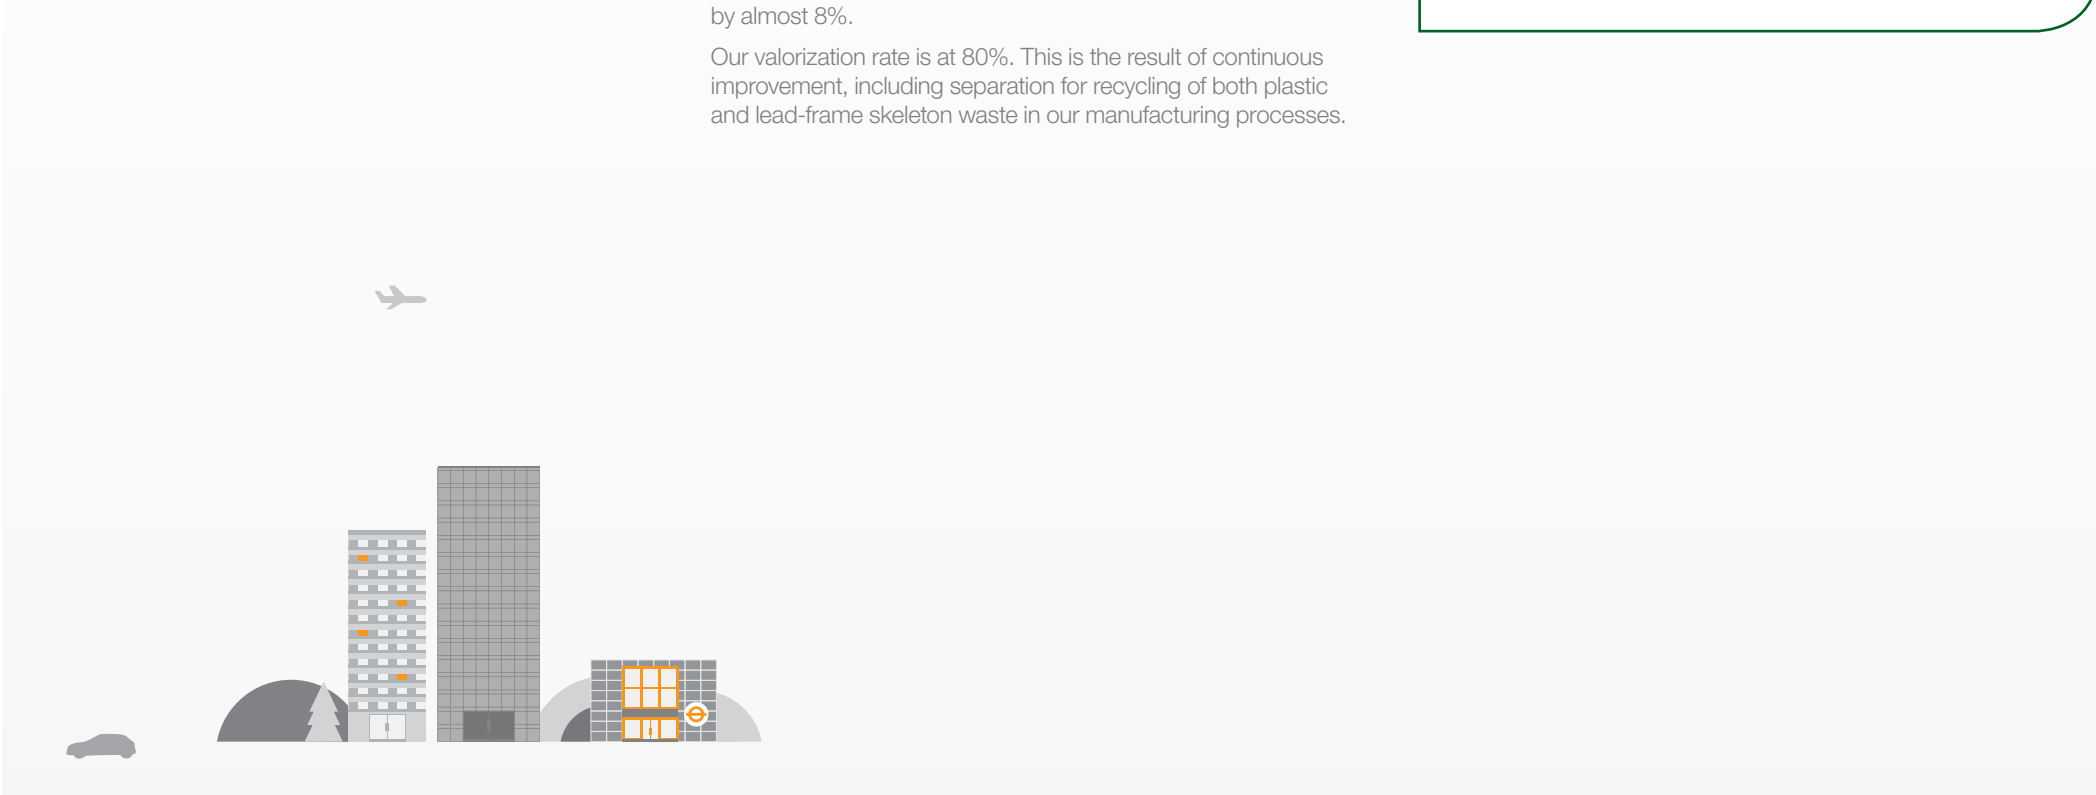 by almost 8%.
Our valorization rate is at 80%. This is the result of continuous
improvement, including separation for recycling of both plastic
and lead-frame skeleton waste in our manufacturing processes.